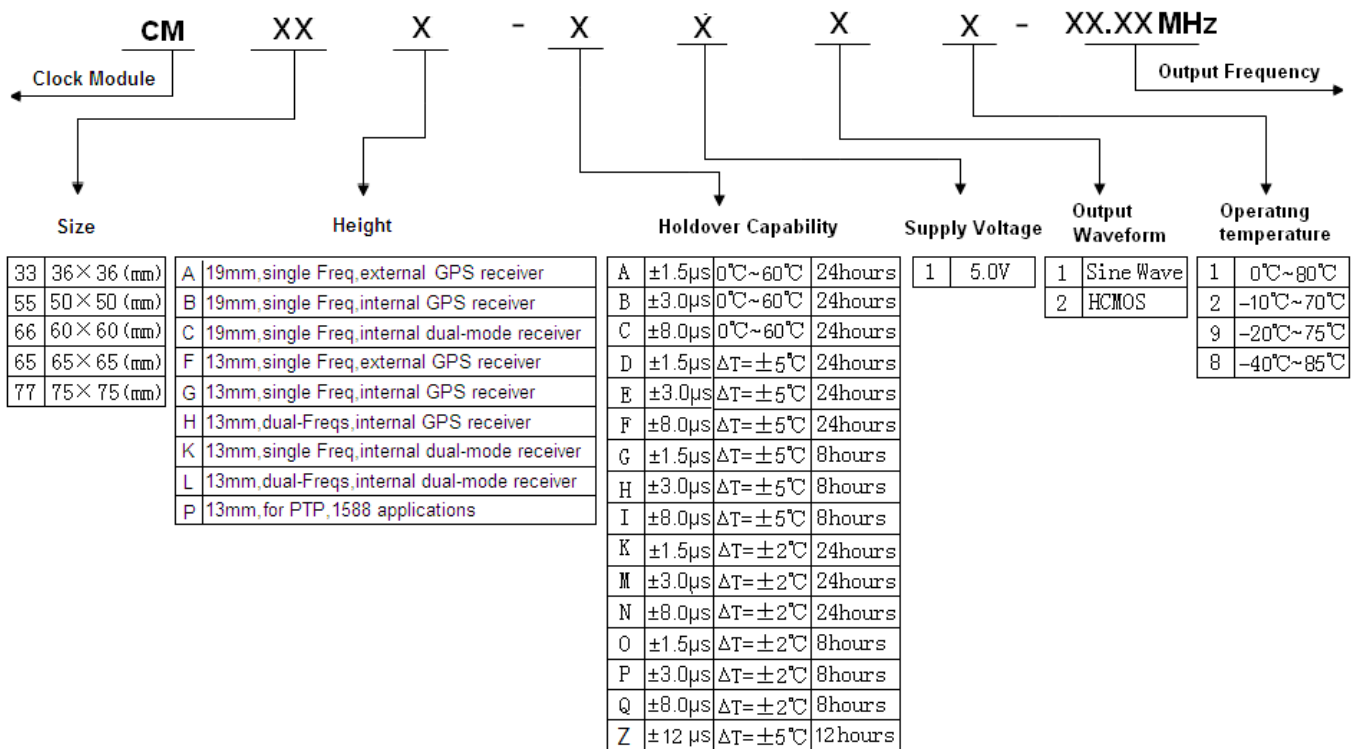 CM XX X - X X X X - XX.XX MHz
Clock Module
Output Frequency
Size
33 36×36(mm)
55 50×50(mm)
66 60×60(mm)
65 65×65(mm)
77 75×75(mm)
Height
A 19mm,single Freq,external GPS receiver
B 19mm,single Freq,internal GPS receiver
C 19mm,single Freq,internal dual-mode receiver
F 13mm,single Freq,external GPS receiver
G 13mm,single Freq,internal GPS receiver
H 13mm,dual-Freqs,internal GPS receiver
K 13mm,single Freq,internal dual-mode receiver
L 13mm,dual-Freqs,internal dual-mode receiver
P 13mm,for PTP,1588 applications
Holdover Capability
A ±1.5μs 0℃~60℃ 24hours
B ±3.0μs 0℃~60℃ 24hours
C ±8.0μs 0℃~60℃ 24hours
D ±1.5μs ΔT=±5℃ 24hours
E ±3.0μs ΔT=±5℃ 24hours
F ±8.0μs ΔT=±5℃ 24hours
G ±1.5μs ΔT=±5℃ 8hours
H ±3.0μs ΔT=±5℃ 8hours
I ±8.0μs ΔT=±5℃ 8hours
K ±1.5μs ΔT=±2℃ 24hours
M ±3.0μs ΔT=±2℃ 24hours
N ±8.0μs ΔT=±2℃ 24hours
O ±1.5μs ΔT=±2℃ 8hours
P ±3.0μs ΔT=±2℃ 8hours
Q ±8.0μs ΔT=±2℃ 8hours
Z ±12 μs ΔT=±5℃ 12hours
Supply Voltage
1 5.0V
Output
Waveform
1 Sine Wave
2 HCMOS
Operating
temperature
1 0℃~80℃
2 -10℃~70℃
9 -20℃~75℃
8 -40℃~85℃